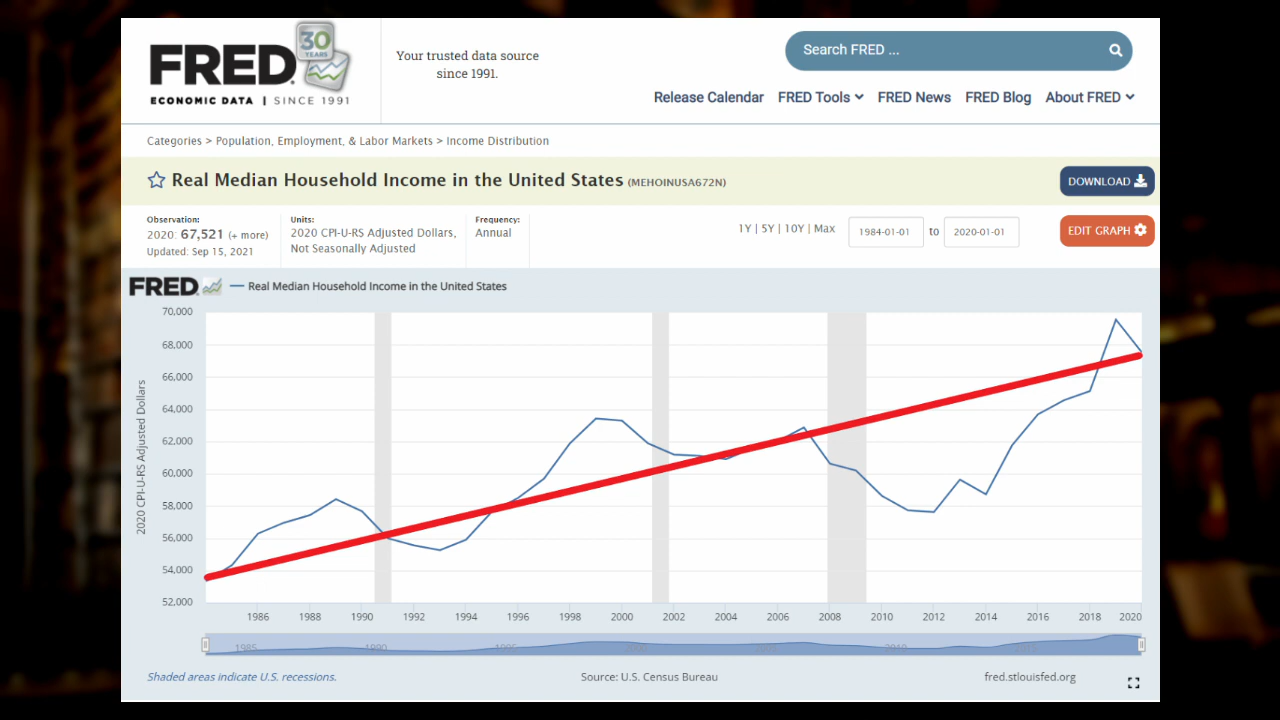 FRED
30
YEARS
ECONOMIC DATA | SINCE 1991
Your trusted data source
since 1991.
Search FRED ...
Release Calendar FRED Tools FRED News FRED Blog About FRED
Categories > Population, Employment, & Labor Markets > Income Distribution
Real Median Household Income in the United States (MEHOINUSA672N)
DOWNLOAD
Observation:
2020: 67,521 (+ more)
Updated: Sep 15, 2021
Units:
2020 CPI-U-RS Adjusted Dollars,
Not Seasonally Adjusted
Frequency:
Annual
1Y | 5Y | 10Y | Max
1984-01-01 to 2020-01-01
EDIT GRAPH
FRED
Real Median Household Income in the United States
2020 CPI-U-RS Adjusted Dollars
70,000
68,000
66,000
64,000
62,000
60,000
58,000
56,000
54,000
52,000
1986 1988 1990 1992 1994 1996 1998 2000 2002 2004 2006 2008 2010 2012 2014 2016 2018 2020
1985 1990 1995 2000 2005 2010 2015
Shaded areas indicate U.S. recessions.
Source: U.S. Census Bureau
fred.stlouisfed.org